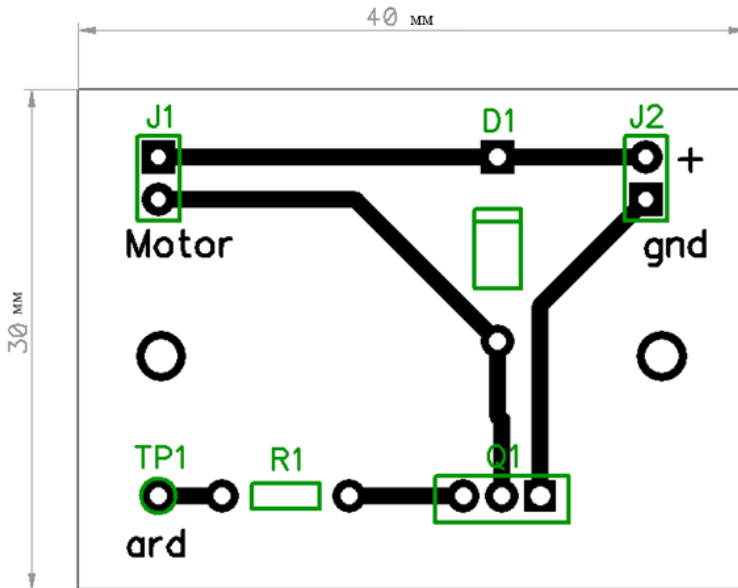 40 мм
J1
D1
J2
+
Motor
gnd
30 мм
TP1
R1
Q1
ard